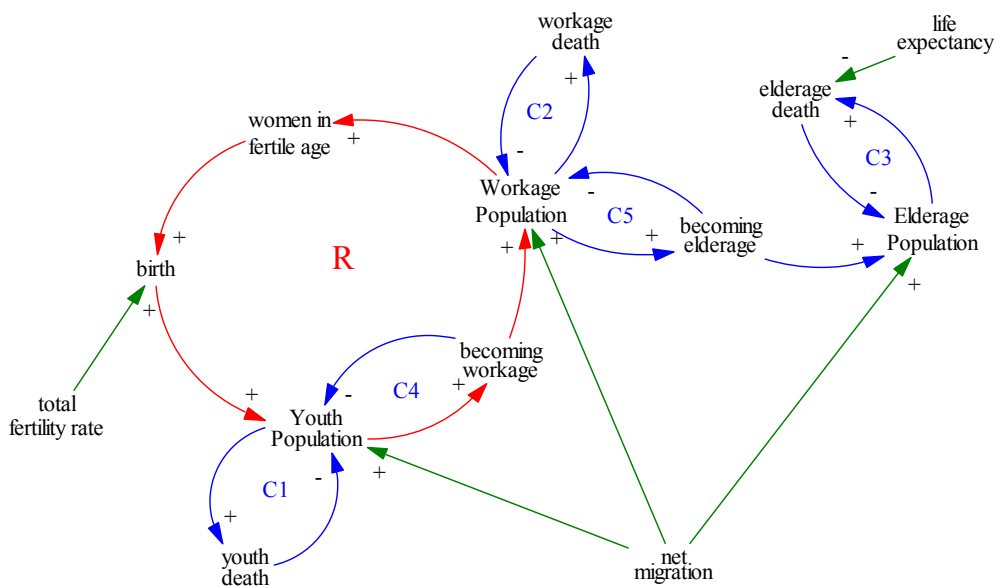 workage
death
life
expectancy
-
+
C2
elderage
death
women in
fertile age
+
-
+
C3
-
Workage
Population
-
C5
+
+
+
becoming
elderage
+
Elderage
Population
+
+
birth
R
+
becoming
workage
+
C4
-
+
total
fertility rate
Youth
Population
+
C1
-
+
youth
death
net
migration